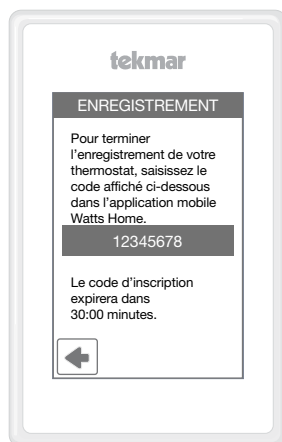 tekmar
ENREGISTREMENT
Pour terminer
l'enregistrement de votre
thermostat, saisissez le
code affiché ci-dessous
dans l'application mobile
Watts Home.
12345678
Le code d'inscription
expirera dans
30:00 minutes.